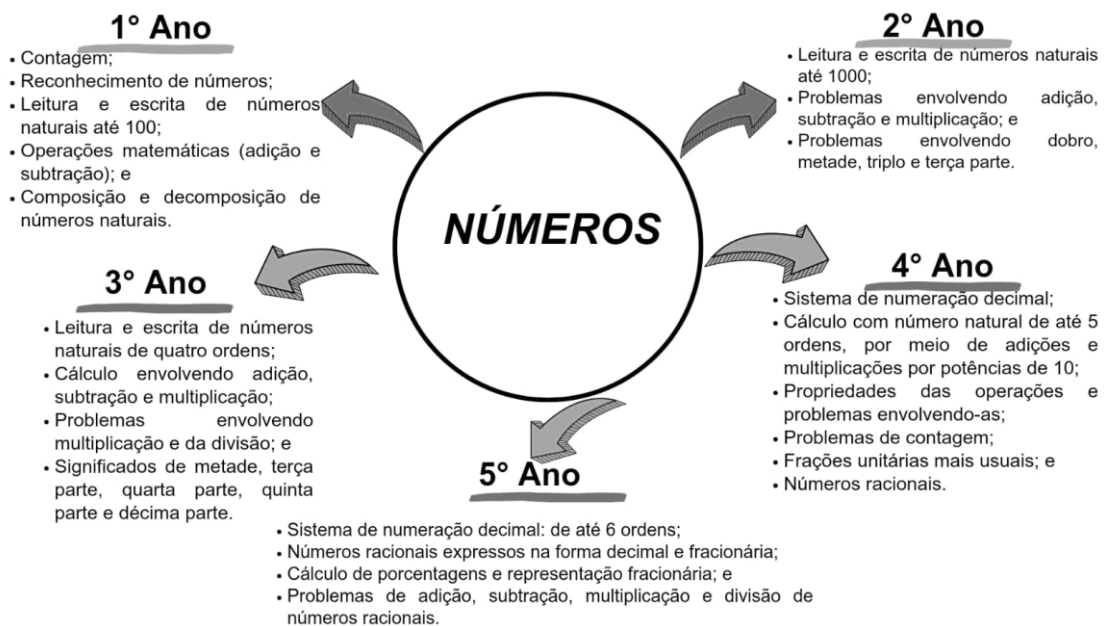 1° Ano
• Contagem;
• Reconhecimento de números;
• Leitura e escrita de números
naturais até 100;
• Operações matemáticas (adição e
subtração); e
• Composição e decomposição de
números naturais.
2° Ano
• Leitura e escrita de números naturais
até 1000;
• Problemas envolvendo adição,
subtração e multiplicação; e
• Problemas envolvendo dobro,
metade, triplo e terça parte.
NÚMEROS
3° Ano
• Leitura e escrita de números
naturais de quatro ordens;
• Cálculo envolvendo adição,
subtração e multiplicação;
• Problemas envolvendo
multiplicação e da divisão; e
• Significados de metade, terça
parte, quarta parte, quinta
parte e décima parte.
4° Ano
• Sistema de numeração decimal;
• Cálculo com número natural de até 5
ordens, por meio de adições e
multiplicações por potências de 10;
• Propriedades das operações e
problemas envolvendo-as;
• Problemas de contagem;
• Frações unitárias mais usuais; e
• Números racionais.
5° Ano
• Sistema de numeração decimal: de até 6 ordens;
• Números racionais expressos na forma decimal e fracionária;
• Cálculo de porcentagens e representação fracionária; e
• Problemas de adição, subtração, multiplicação e divisão de
números racionais.